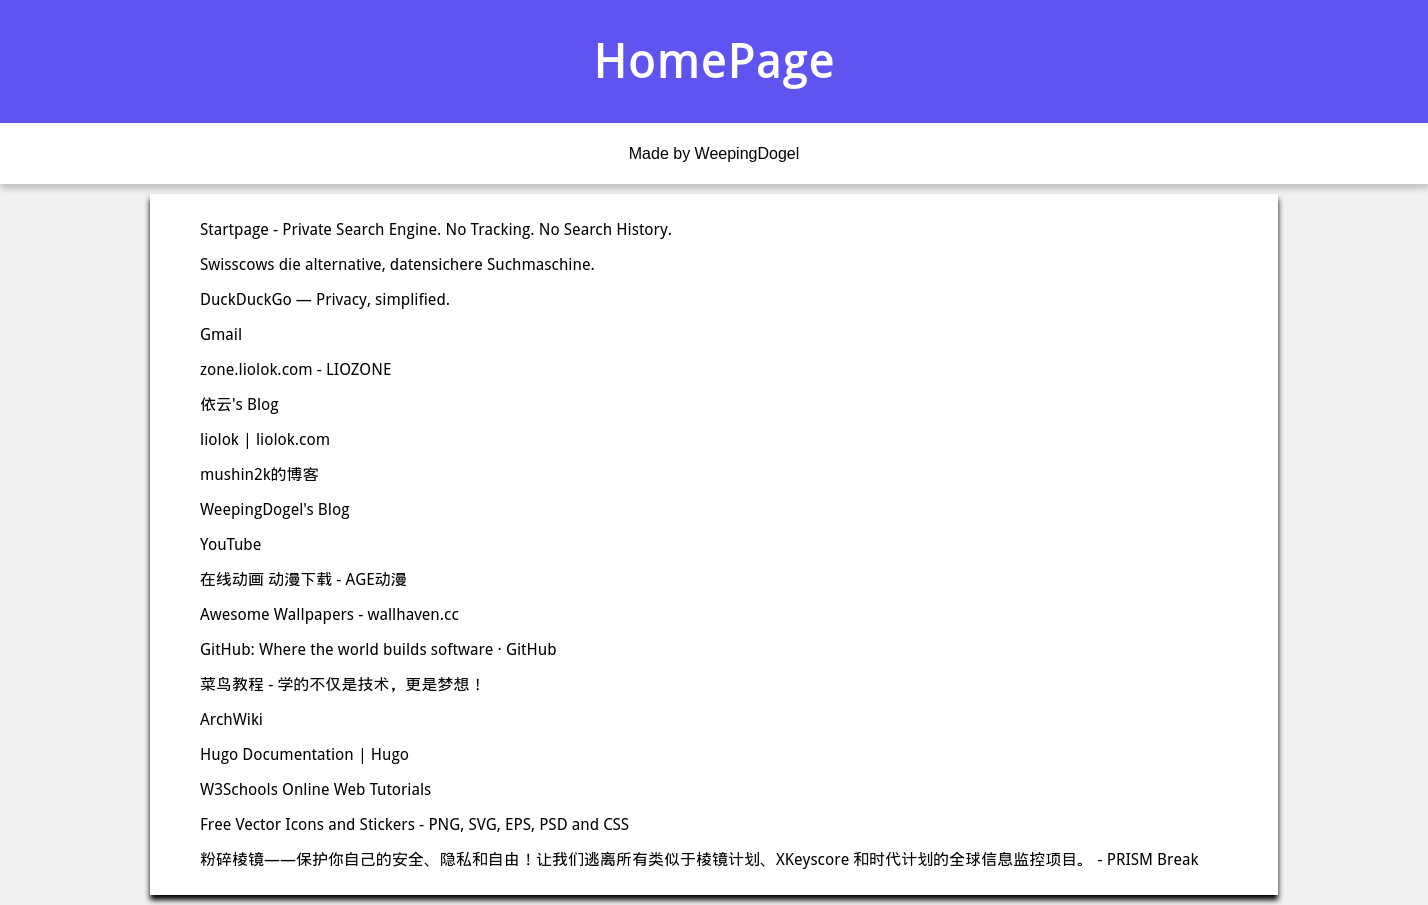 HomePage
Made by WeepingDogel
Startpage - Private Search Engine. No Tracking. No Search History.
Swisscows die alternative, datensichere Suchmaschine.
DuckDuckGo — Privacy, simplified.
Gmail
zone.liolok.com - LIOZONE
依云's Blog
liolok | liolok.com
mushin2k的博客
WeepingDogel's Blog
YouTube
在线动画 动漫下载 - AGE动漫
Awesome Wallpapers - wallhaven.cc
GitHub: Where the world builds software · GitHub
菜鸟教程 - 学的不仅是技术，更是梦想！
ArchWiki
Hugo Documentation | Hugo
W3Schools Online Web Tutorials
Free Vector Icons and Stickers - PNG, SVG, EPS, PSD and CSS
粉碎棱镜——保护你自己的安全、隐私和自由！让我们逃离所有类似于棱镜计划、XKeyscore 和时代计划的全球信息监控项目。 - PRISM Break